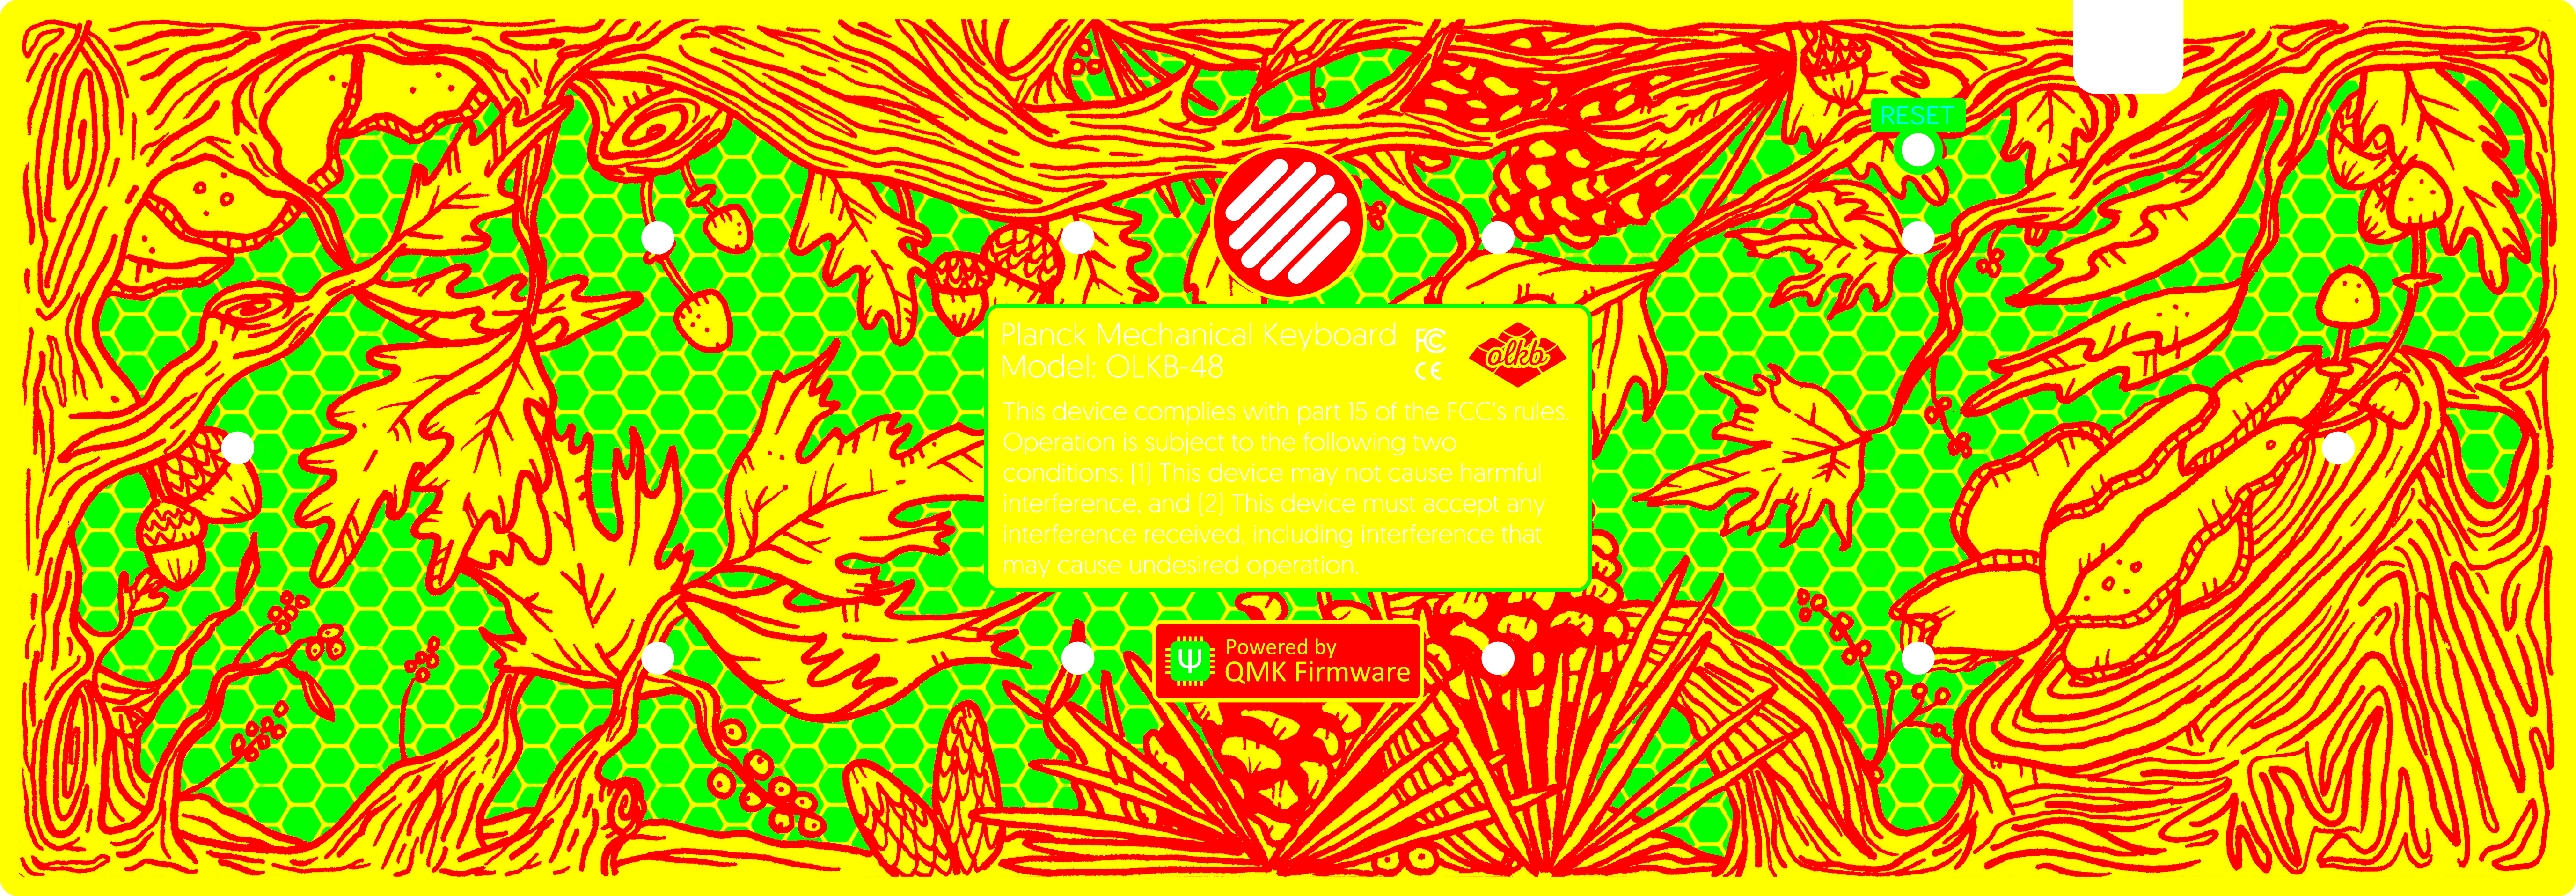 RESET
Planck Mechanical Keyboard
Model: OLKB-48
FC
CE
olkb
This device complies with part 15 of the FCC's rules.
Operation is subject to the following two
conditions: (1) This device may not cause harmful
interference, and (2) This device must accept any
interference received, including interference that
may cause undesired operation.
Powered by
QMK Firmware